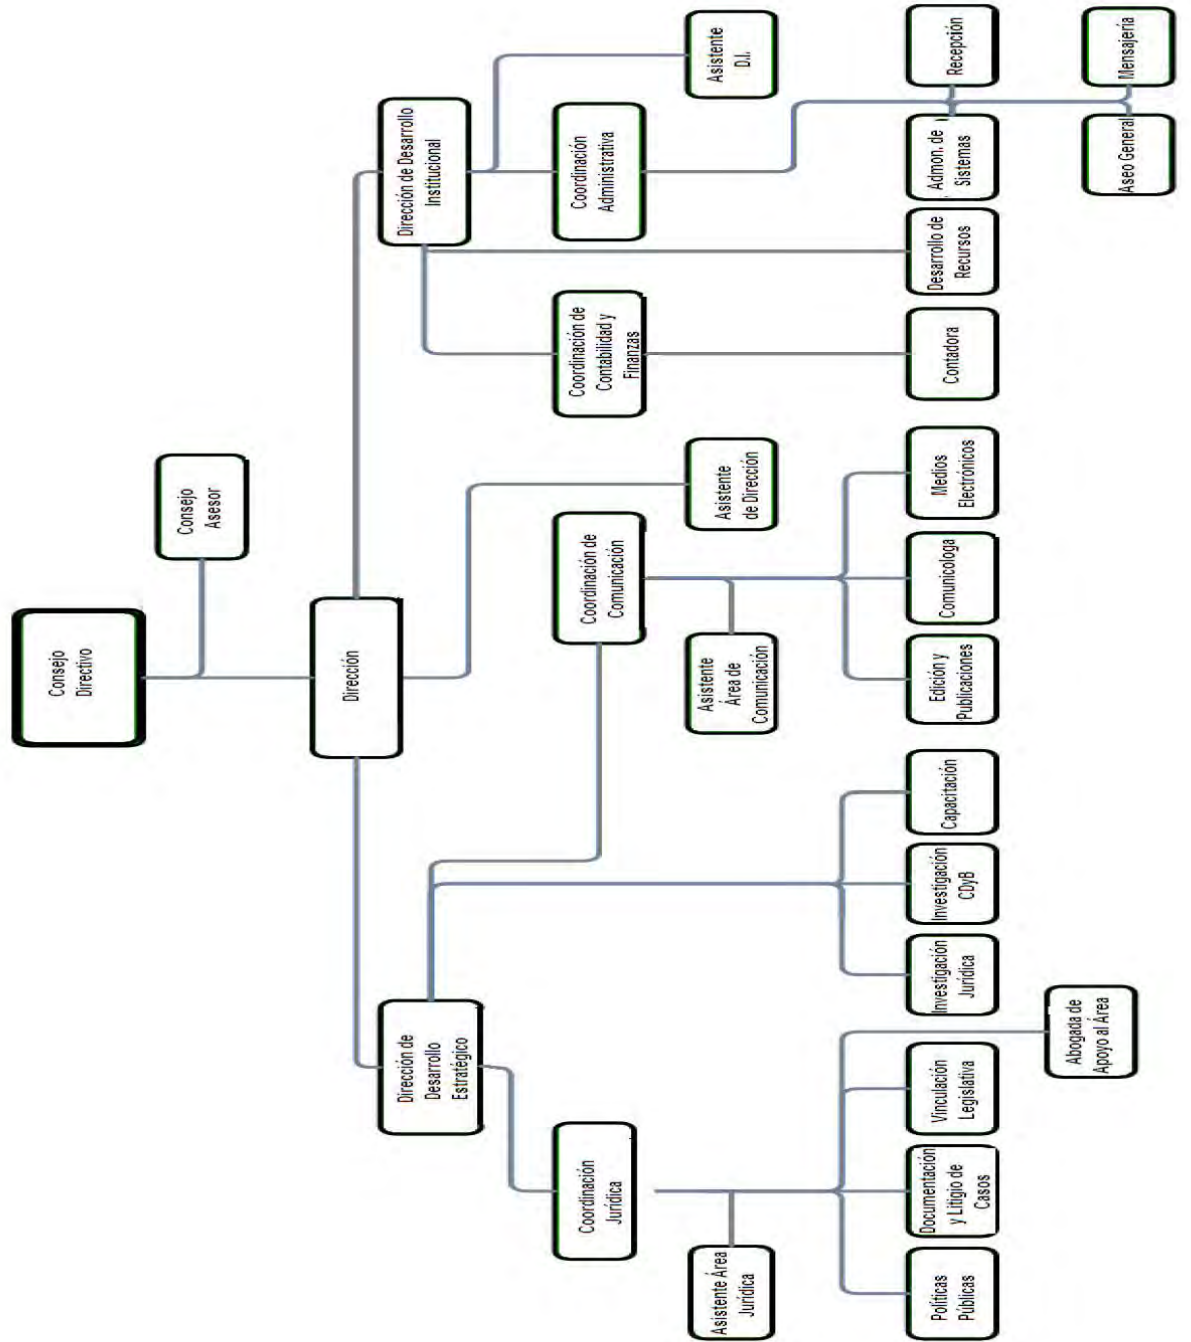 Consejo
Directivo
Consejo
Asesor
Dirección
Dirección de
Desarrollo
Estratégico
Dirección de Desarrollo
Institucional
Coordinación
Jurídica
Coordinación de
Comunicación
Coordinación de
Contabilidad y
Finanzas
Coordinación
Administrativa
Asistente Área
Jurídica
Asistente
Área de
Comunicación
Asistente
de Dirección
Asistente
D.I.
Políticas
Públicas
Documentación
y Litigio de
Casos
Vinculación
Legislativa
Investigación
Jurídica
Investigación
CDyB
Capacitación
Edición y
Publicaciones
Comunicologa
Medios
Electrónicos
Contadora
Desarrollo de
Recursos
Admon. de
Sistemas
Recepción
Abogada de
Apoyo al Área
Aseo General
Mensajería